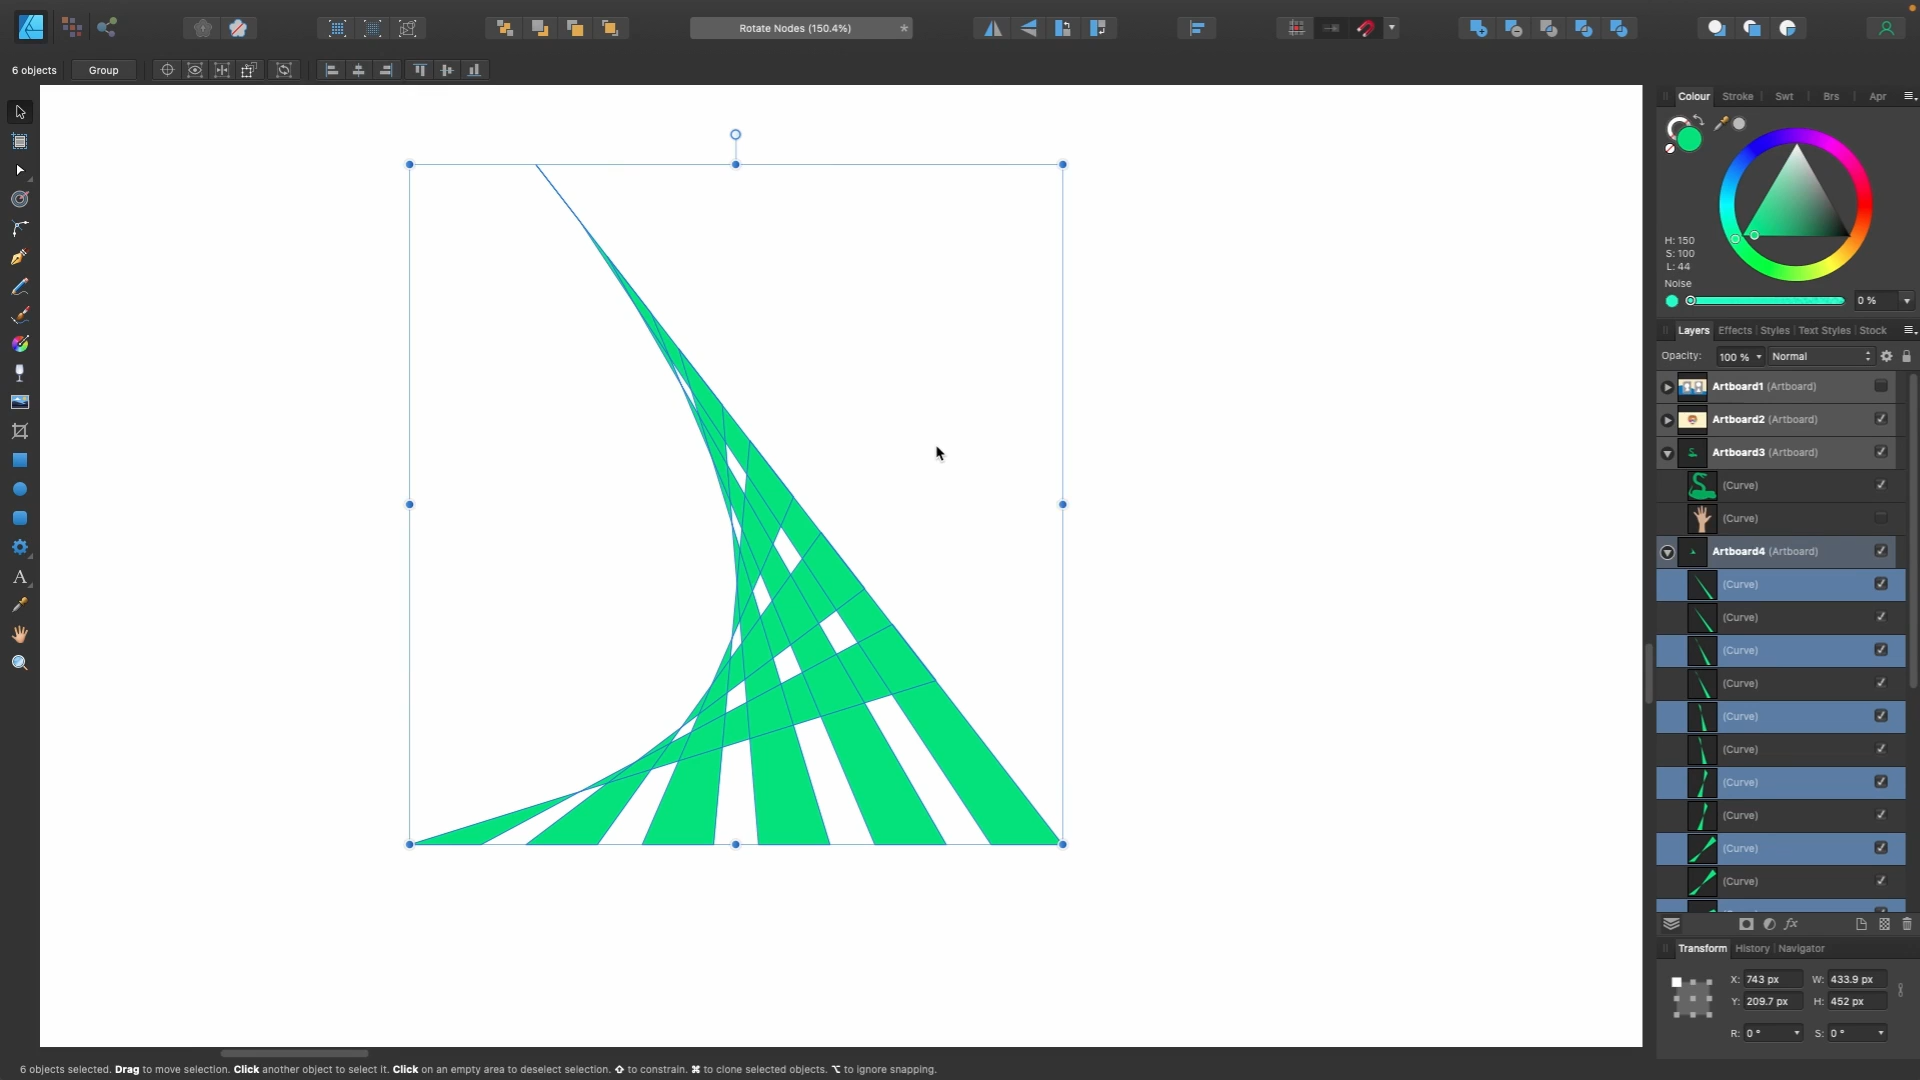 Rotate Nodes (150.4%)
*
6 objects
Group
Colour
Stroke
Swt
Brs
Apr
H: 150
S: 100
L: 44
Noise
0 %
Layers
Effects
Styles
Text Styles
Stock
Opacity:
100 %
Normal
Artboard1 (Artboard)
Artboard2 (Artboard)
Artboard3 (Artboard)
(Curve)
(Curve)
Artboard4 (Artboard)
(Curve)
(Curve)
(Curve)
(Curve)
(Curve)
(Curve)
(Curve)
(Curve)
(Curve)
(Curve)
fx
Transform
History
Navigator
X: 743 px
W: 433.9 px
Y: 209.7 px
H: 452 px
R: 0 °
S: 0 °
A
6 objects selected. Drag to move selection. Click another object to select it. Click on an empty area to deselect selection. ⇧ to constrain. ⌘ to clone selected objects. ⌥ to ignore snapping.